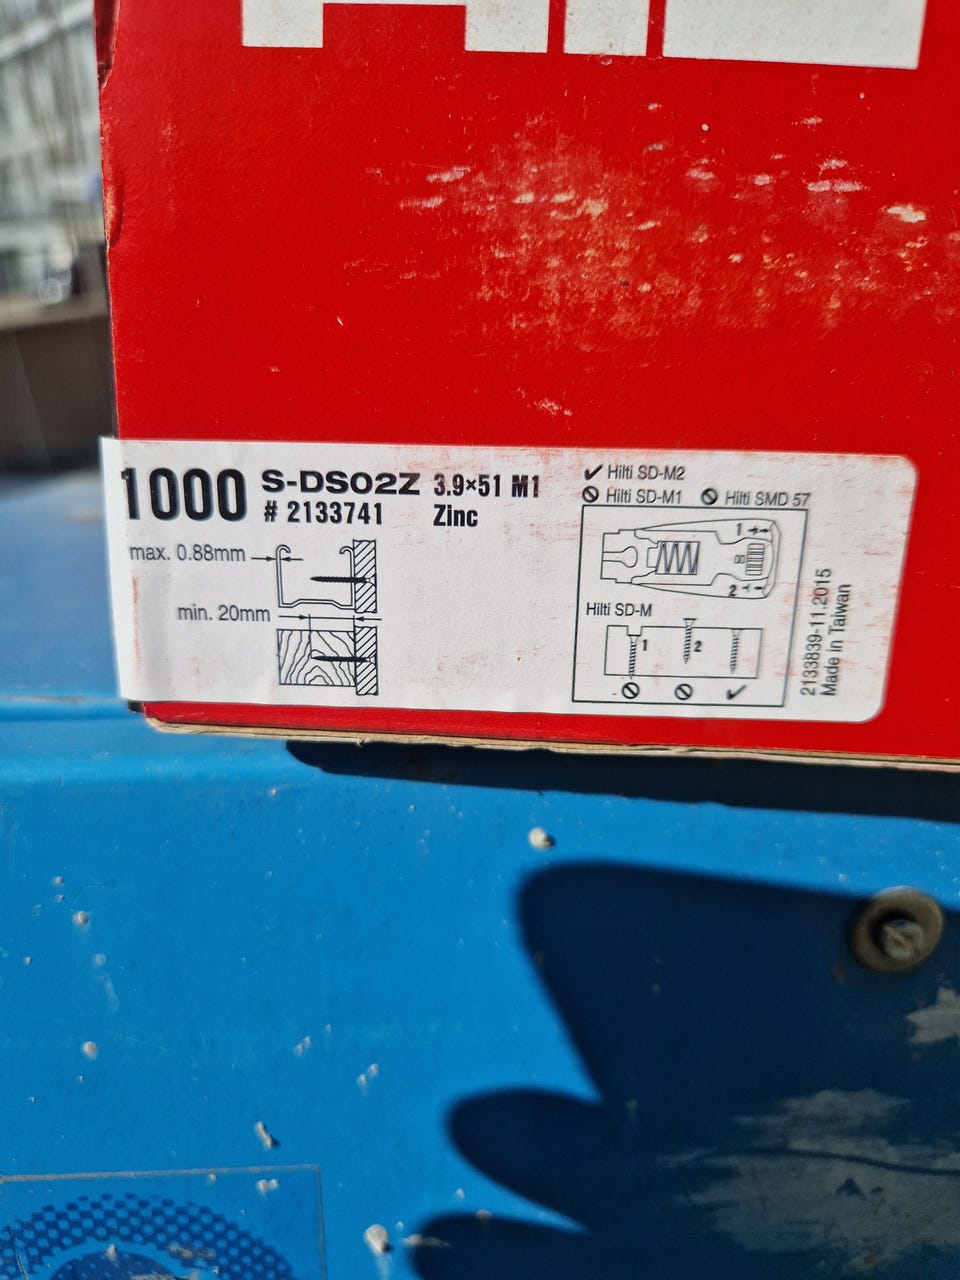 1000 S-DS02Z 3.9×51 M1
# 2133741 Zinc
max. 0.88mm
min. 20mm
✔ Hilti SD-M2
Hilti SD-M1 Hilti SMD 57
1
2
Hilti SD-M
1 2
2133839-11.2015
Made in Taiwan